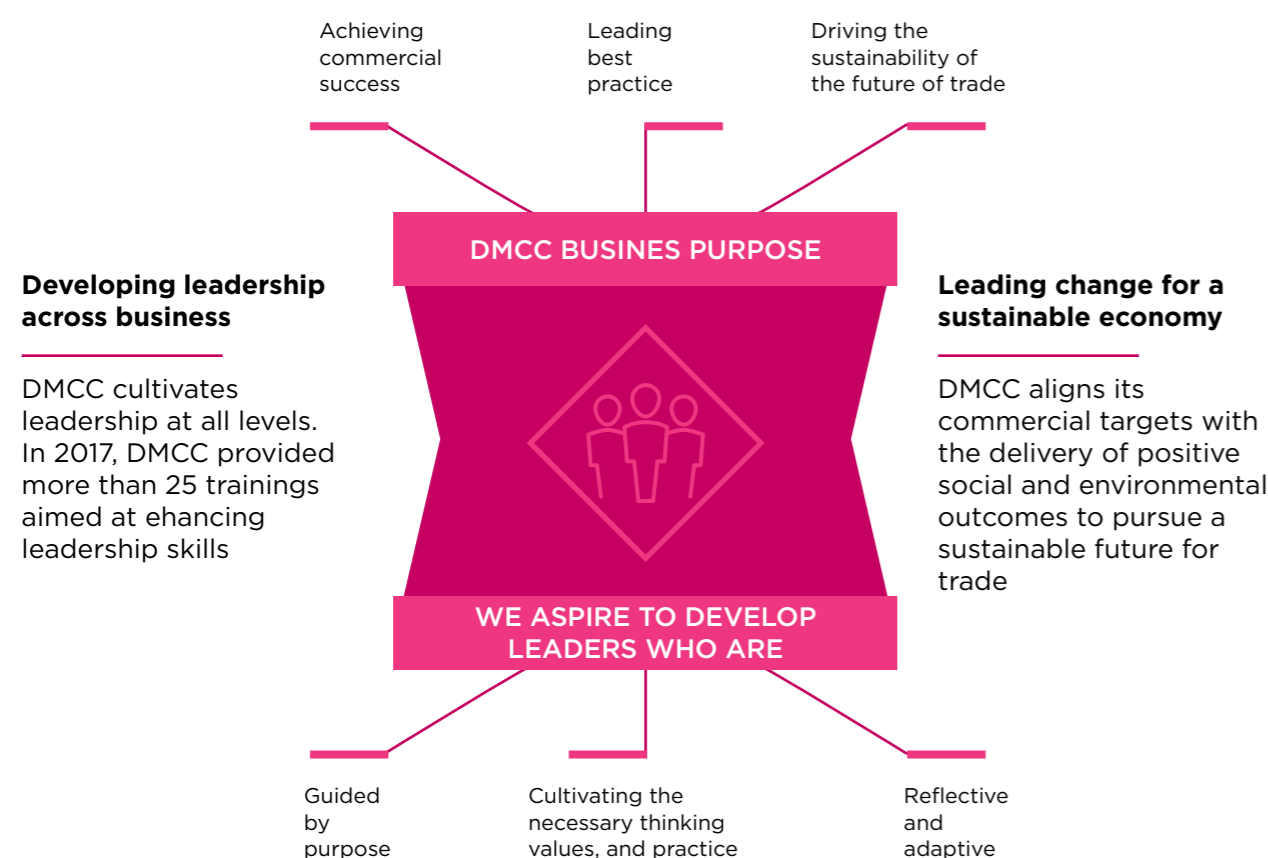 Achieving
commercial
success
Leading
best
practice
Driving the
sustainability of
the future of trade
DMCC BUSINES PURPOSE
Developing leadership
across business
DMCC cultivates
leadership at all levels.
In 2017, DMCC provided
more than 25 trainings
aimed at ehancing
leadership skills
Leading change for a
sustainable economy
DMCC aligns its
commercial targets with
the delivery of positive
social and environmental
outcomes to pursue a
sustainable future for
trade
WE ASPIRE TO DEVELOP
LEADERS WHO ARE
Guided
by
purpose
Cultivating the
necessary thinking
values, and practice
Reflective
and
adaptive